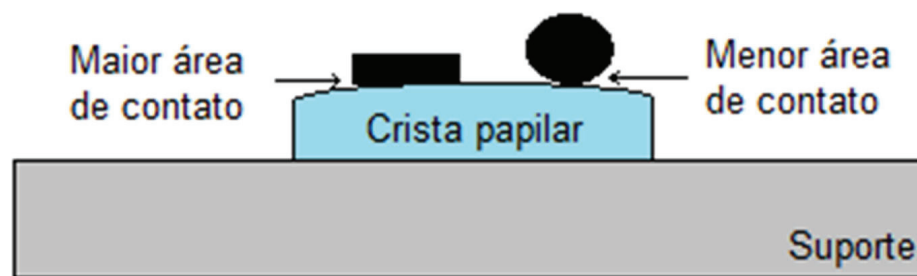 Maior área
de contato
Menor área
de contato
Crista papilar
Suporte